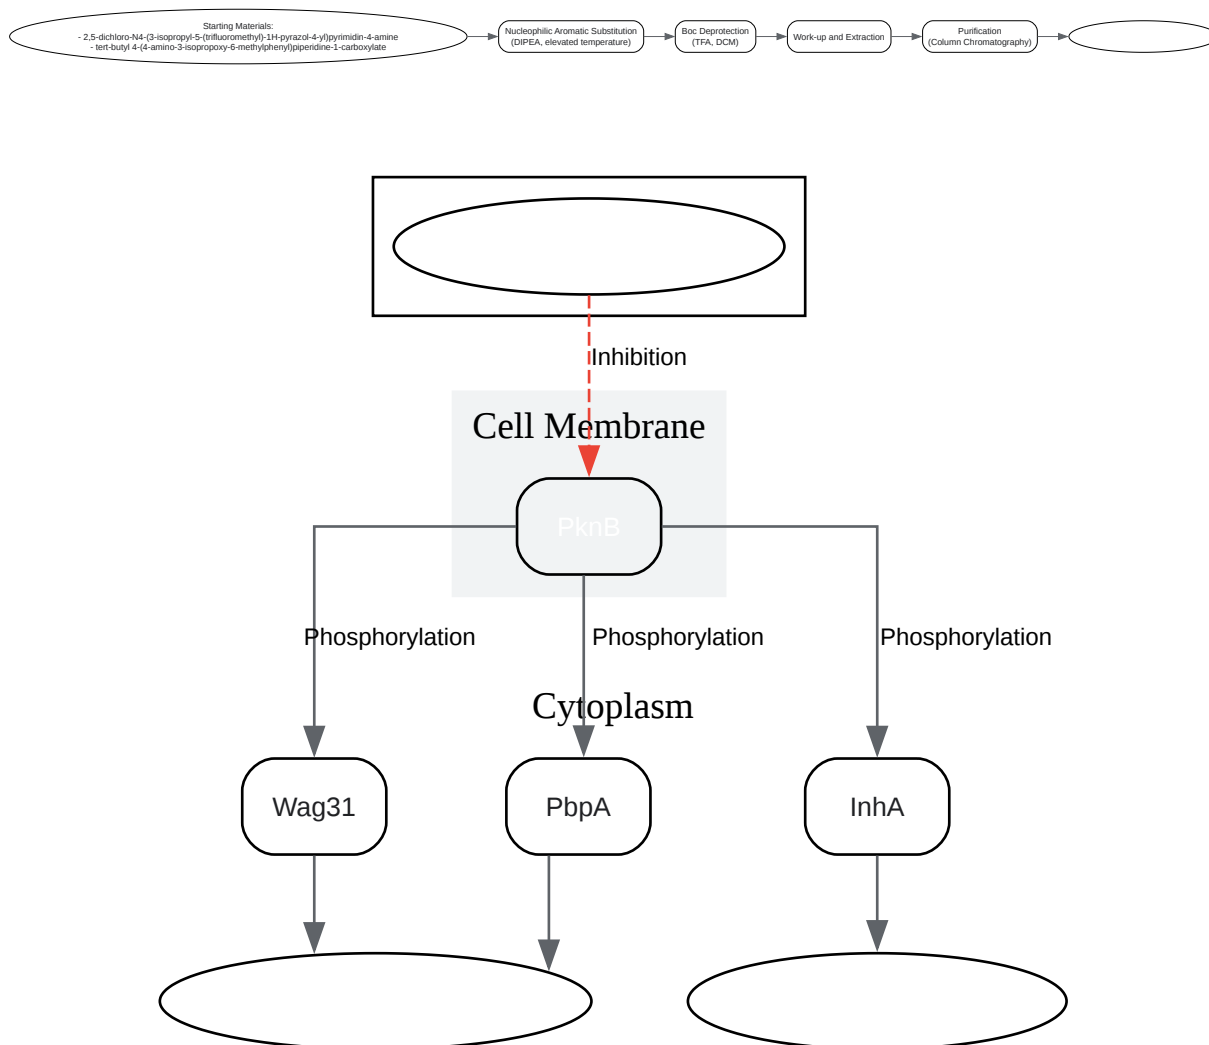 Starting Materials:
- 2,5-dichloro-N4-(3-isopropyl-5-(trifluoromethyl)-1H-pyrazol-4-yl)pyrimidin-4-amine
- tert-butyl 4-(4-amino-3-isopropoxy-6-methylphenyl)piperidine-1-carboxylate
Nucleophilic Aromatic Substitution
(DIPEA, elevated temperature)
Boc Deprotection
(TFA, DCM)
Work-up and Extraction
Purification
(Column Chromatography)
Inhibition
Cell Membrane
PknB
Phosphorylation
Phosphorylation
Phosphorylation
Cytoplasm
Wag31
PbpA
InhA